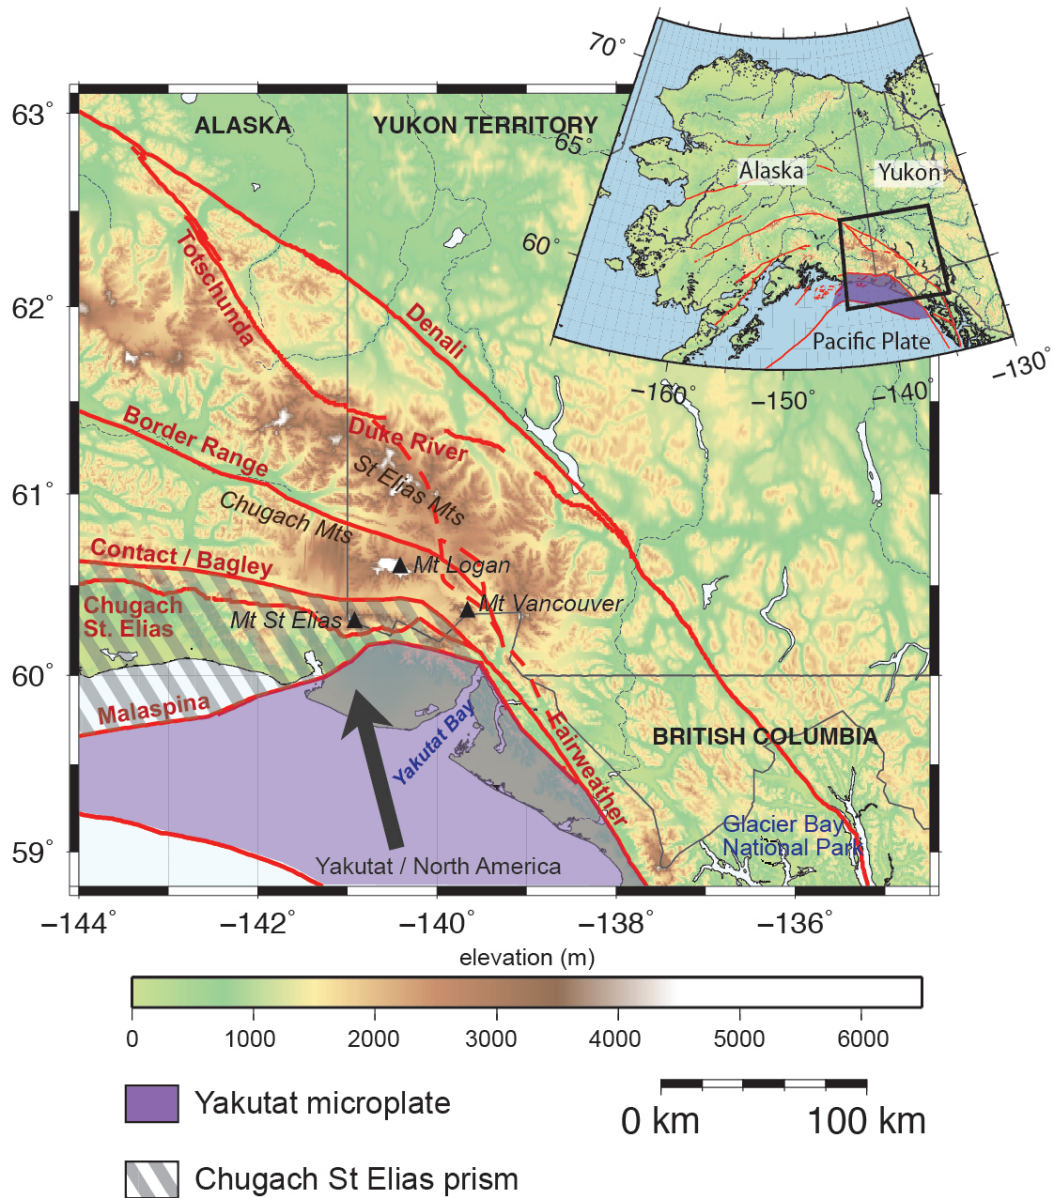 70°
65°
60°
Alaska
Yukon
Pacific Plate
−160°
−150°
−140°
−130°
63°
62°
61°
60°
59°
ALASKA
YUKON TERRITORY
Totschunda
Denali
Border Range
Duke River
St Elias Mts
Chugach Mts
Contact / Bagley
Mt Logan
Chugach
St. Elias
Mt St Elias
Mt Vancouver
Malaspina
Yakutat Bay
Fairweather
BRITISH COLUMBIA
Glacier Bay
National Park
Yakutat / North America
−144°
−142°
−140°
−138°
−136°
elevation (m)
0
1000
2000
3000
4000
5000
6000
Yakutat microplate
0 km
100 km
Chugach St Elias prism